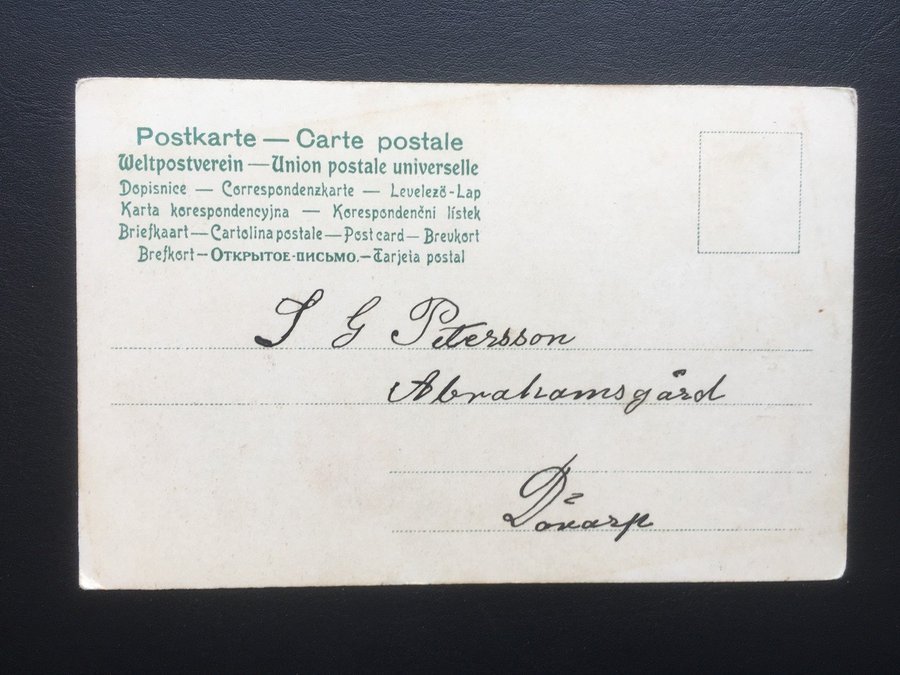 Postkarte — Carte postale
Weltpostverein — Union postale universelle
Dopisnice — Correspondenzkarte — Levelező-Lap
Karta korespondencyjna — Korespondenční lístek
Briefkaart — Cartolina postale — Post card — Brevkort
Brefkort — Открытое-письмо. — Tarjeia postal
S G Petersson
Abrahamsgård
Dövarp